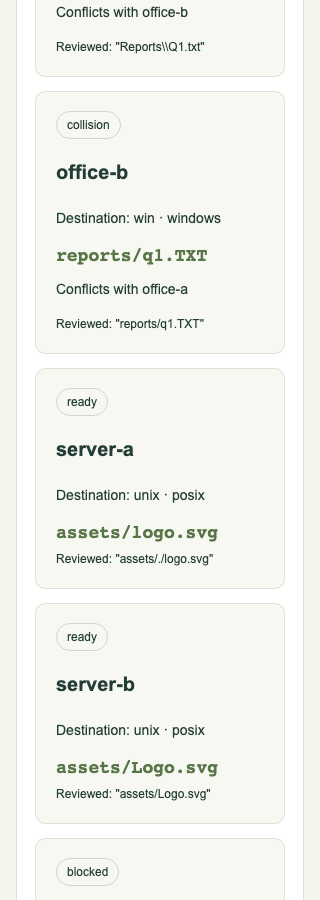 Conflicts with office-b
Reviewed: "Reports\\Q1.txt"
collision
office-b
Destination: win · windows
reports/q1.TXT
Conflicts with office-a
Reviewed: "reports/q1.TXT"
ready
server-a
Destination: unix · posix
assets/logo.svg
Reviewed: "assets/./logo.svg"
ready
server-b
Destination: unix · posix
assets/Logo.svg
Reviewed: "assets/Logo.svg"
blocked